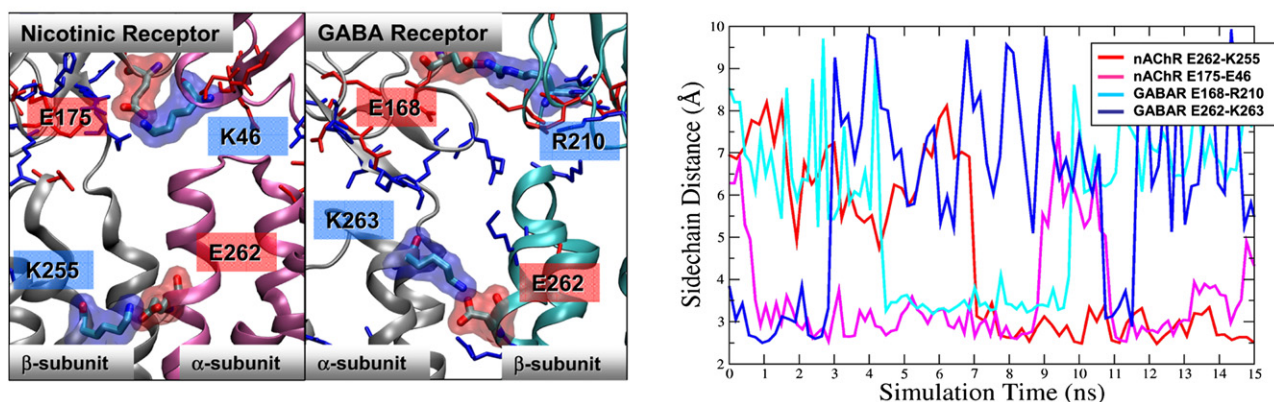 Nicotinic Receptor
GABA Receptor
E175
K46
E168
R210
K255
E262
K263
E262
β-subunit
α-subunit
α-subunit
β-subunit
nAChR E262-K255
nAChR E175-E46
GABAR E168-R210
GABAR E262-K263
Sidechain Distance (Å)
10
9
8
7
6
5
4
3
2
0 1 2 3 4 5 6 7 8 9 10 11 12 13 14 15
Simulation Time (ns)